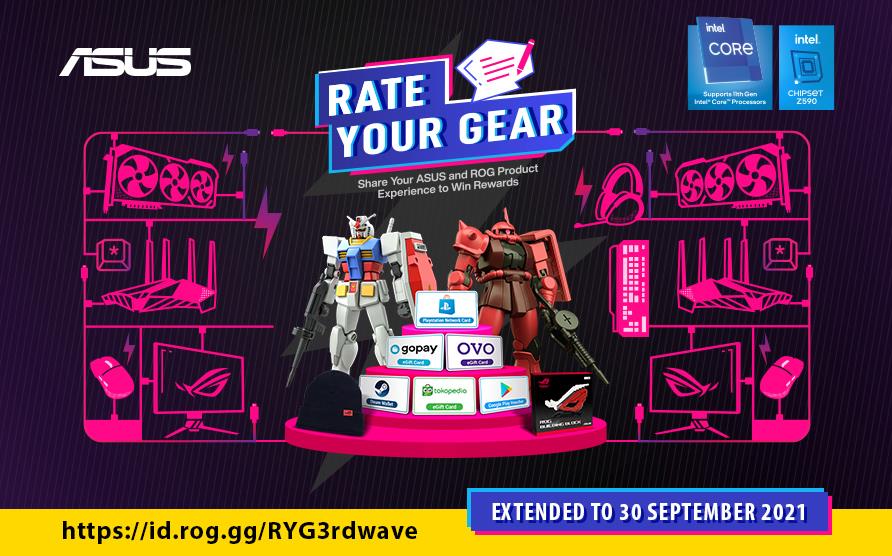 ASUS
intel
CORE
Supports 11th Gen
Intel® Core™ Processors
intel.
CHIPSET
Z590
RATE
YOUR GEAR
Share Your ASUS and ROG Product
Experience to Win Rewards
*
*
Playstation Network Card
gopay
eGift Card
OVO
eGift Card
Steam Wallet
tokopedia
eGift Card
Google Play Voucher
ROG
BUILDING BLOCK
EXTENDED TO 30 SEPTEMBER 2021
https://id.rog.gg/RYG3rdwave